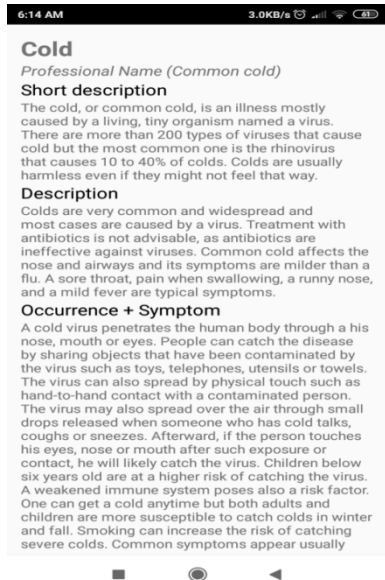 6:14 AM 3.0KB/s 61
Cold
Professional Name (Common cold)
Short description
The cold, or common cold, is an illness mostly
caused by a living, tiny organism named a virus.
There are more than 200 types of viruses that cause
cold but the most common one is the rhinovirus
that causes 10 to 40% of colds. Colds are usually
harmless even if they might not feel that way.
Description
Colds are very common and widespread and
most cases are caused by a virus. Treatment with
antibiotics is not advisable, as antibiotics are
ineffective against viruses. Common cold affects the
nose and airways and its symptoms are milder than a
flu. A sore throat, pain when swallowing, a runny nose,
and a mild fever are typical symptoms.
Occurrence + Symptom
A cold virus penetrates the human body through a his
nose, mouth or eyes. People can catch the disease
by sharing objects that have been contaminated by
the virus such as toys, telephones, utensils or towels.
The virus can also spread by physical touch such as
hand-to-hand contact with a contaminated person.
The virus may also spread over the air through small
drops released when someone who has cold talks,
coughs or sneezes. Afterward, if the person touches
his eyes, nose or mouth after such exposure or
contact, he will likely catch the virus. Children below
six years old are at a higher risk of catching the virus.
A weakened immune system poses also a risk factor.
One can get a cold anytime but both adults and
children are more susceptible to catch colds in winter
and fall. Smoking can increase the risk of catching
severe colds. Common symptoms appear usually